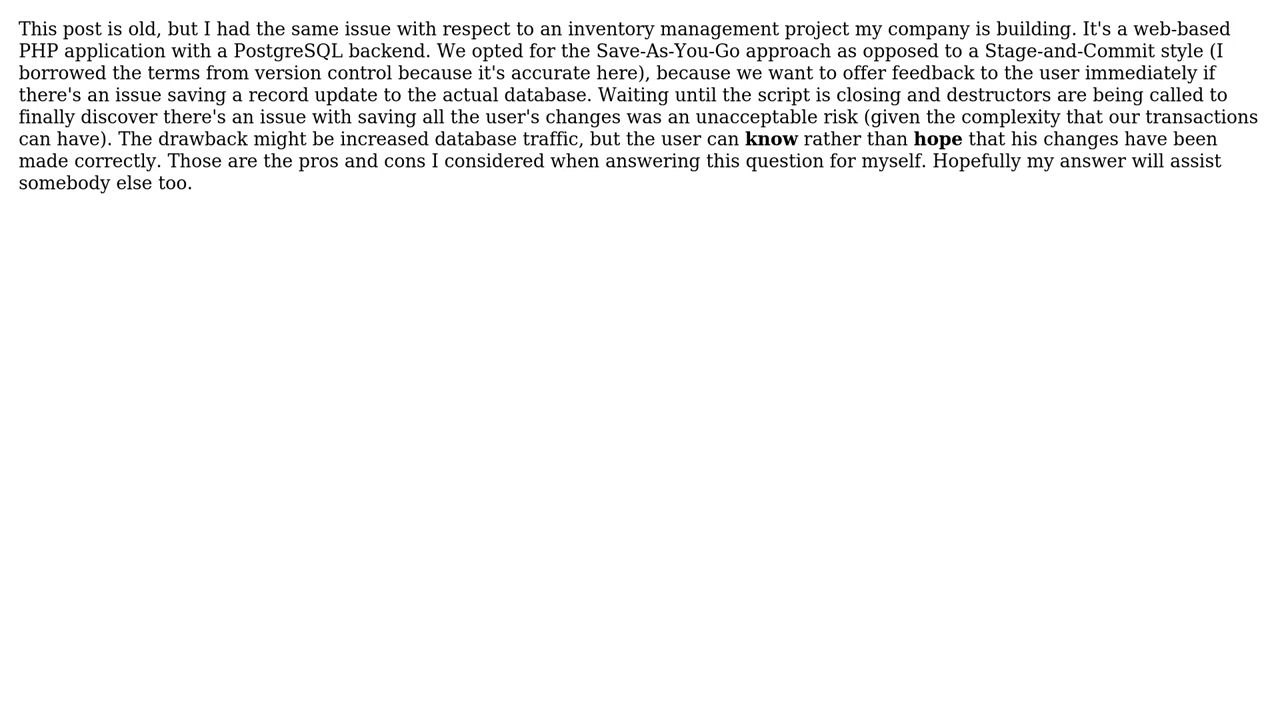 This post is old, but I had the same issue with respect to an inventory management project my company is building. It's a web-based
PHP application with a PostgreSQL backend. We opted for the Save-As-You-Go approach as opposed to a Stage-and-Commit style (I
borrowed the terms from version control because it's accurate here), because we want to offer feedback to the user immediately if
there's an issue saving a record update to the actual database. Waiting until the script is closing and destructors are being called to
finally discover there's an issue with saving all the user's changes was an unacceptable risk (given the complexity that our transactions
can have). The drawback might be increased database traffic, but the user can know rather than hope that his changes have been
made correctly. Those are the pros and cons I considered when answering this question for myself. Hopefully my answer will assist
somebody else too.